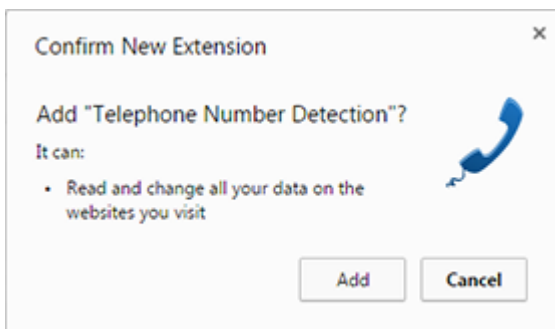 Confirm New Extension
Add "Telephone Number Detection"?
It can:
• Read and change all your data on the
websites you visit
Add Cancel